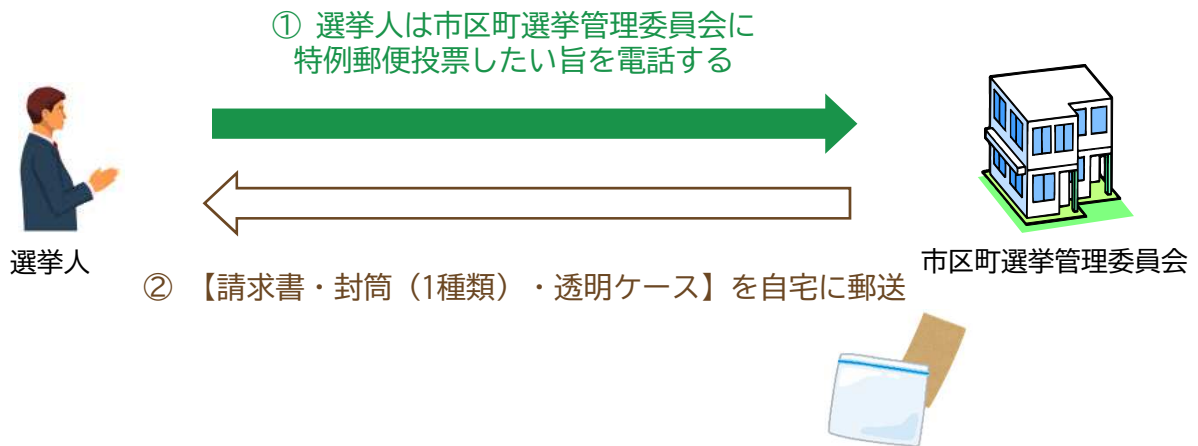 ① 選挙人は市区町選挙管理委員会に
特例郵便投票したい旨を電話する
選挙人
市区町選挙管理委員会
② 【請求書・封筒（1種類）・透明ケース】を自宅に郵送